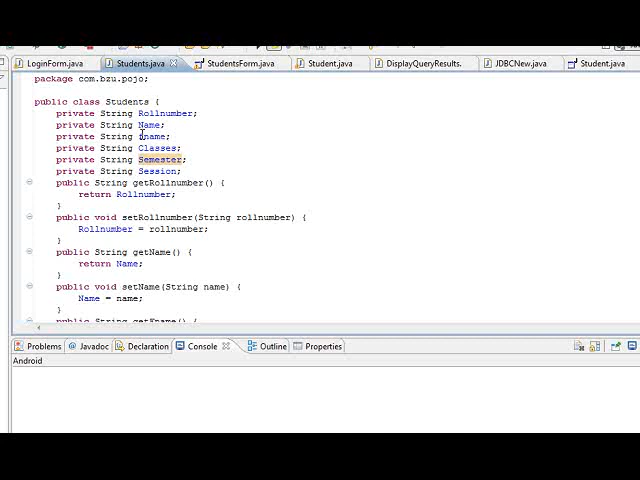 LoginForm.java Students.java StudentsForm.java Student.java DisplayQueryResults. JDBCNew.java Student.java
package com.bzu.pojo;
public class Students {
private String Rollnumber;
private String Name;
private String Fname;
private String Classes;
private String Semester;
private String Session;
public String getRollnumber() {
return Rollnumber;
}
public void setRollnumber(String rollnumber) {
Rollnumber = rollnumber;
}
public String getName() {
return Name;
}
public void setName(String name) {
Name = name;
}
public String getFname() {
Problems @ Javadoc Declaration Console Outline Properties
Android